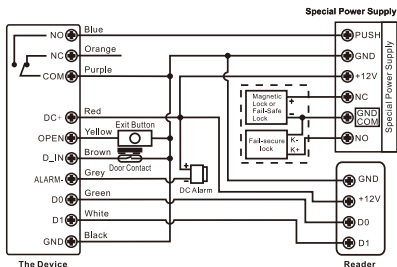 Special Power Supply
NO Blue
NC Orange
COM Purple
DC+ Red
Exit Button
OPEN Yellow
D_IN Brown
Door Contact
ALARM- Grey
DC Alarm
D0 Green
D1 White
GND Black
The Device
PUSH
GND
+12V
NC
GND
COM
NO
Special Power Supply
Magnetic
Lock or
Fail-Safe
Lock
+
-
Fail-secure
lock
K-
K+
GND
+12V
D0
D1
Reader